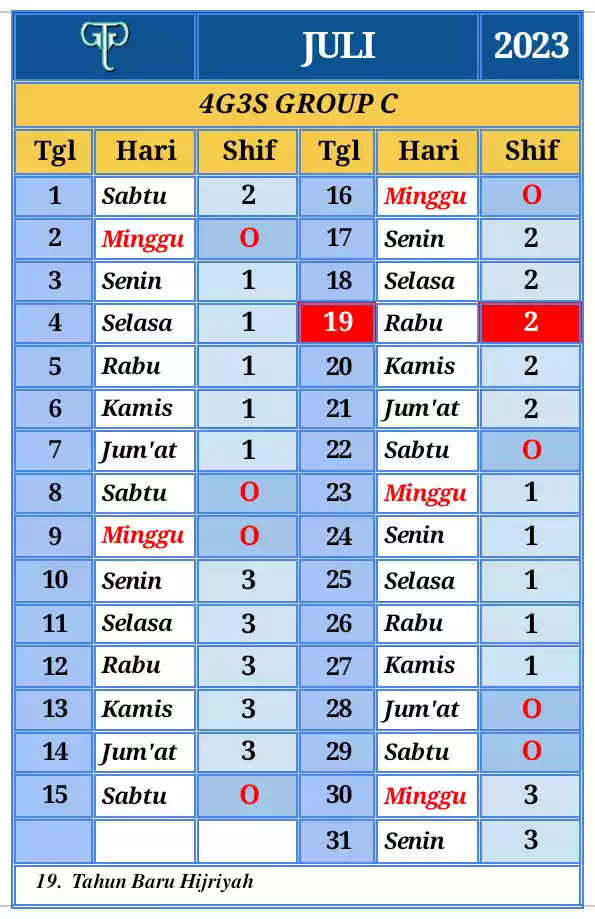 GTP JULI 2023
4G3S GROUP C
Tgl Hari Shif Tgl Hari Shif
1 Sabtu 2 16 Minggu O
2 Minggu O 17 Senin 2
3 Senin 1 18 Selasa 2
4 Selasa 1 19 Rabu 2
5 Rabu 1 20 Kamis 2
6 Kamis 1 21 Jum'at 2
7 Jum'at 1 22 Sabtu O
8 Sabtu O 23 Minggu 1
9 Minggu O 24 Senin 1
10 Senin 3 25 Selasa 1
11 Selasa 3 26 Rabu 1
12 Rabu 3 27 Kamis 1
13 Kamis 3 28 Jum'at O
14 Jum'at 3 29 Sabtu O
15 Sabtu O 30 Minggu 3
31 Senin 3
19. Tahun Baru Hijriyah